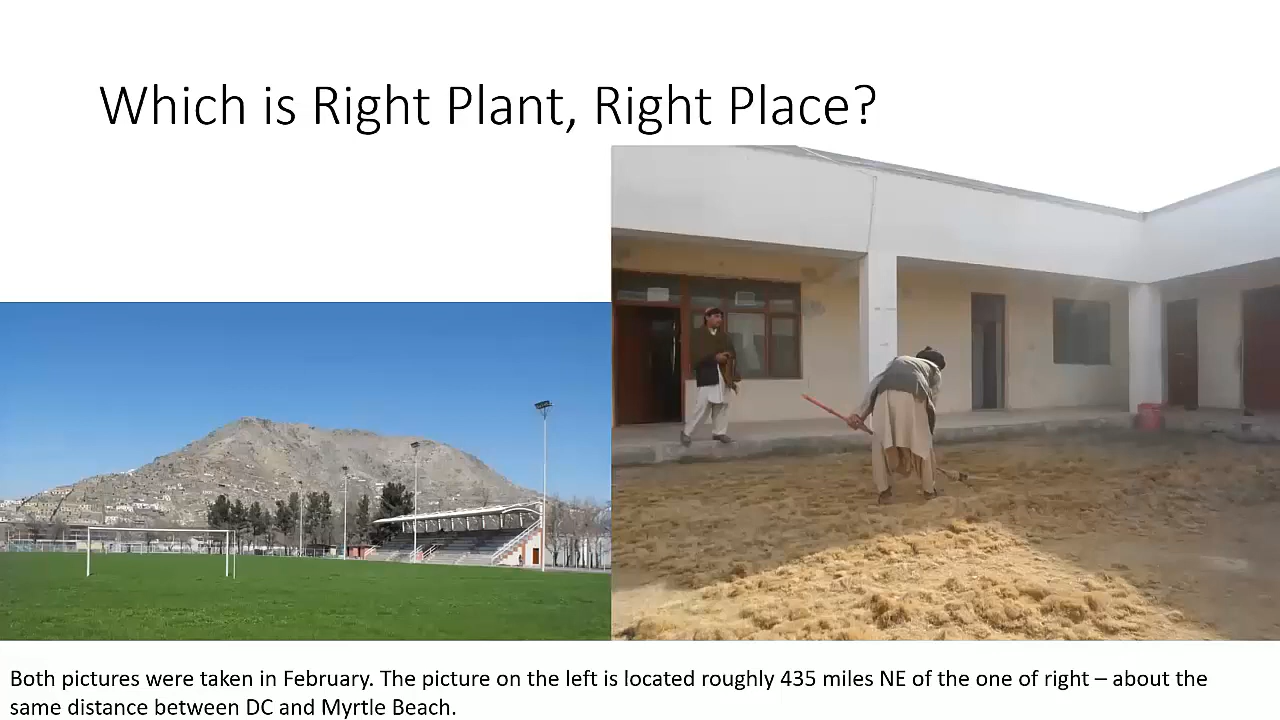 Which is Right Plant, Right Place?
Both pictures were taken in February. The picture on the left is located roughly 435 miles NE of the one of right – about the
same distance between DC and Myrtle Beach.